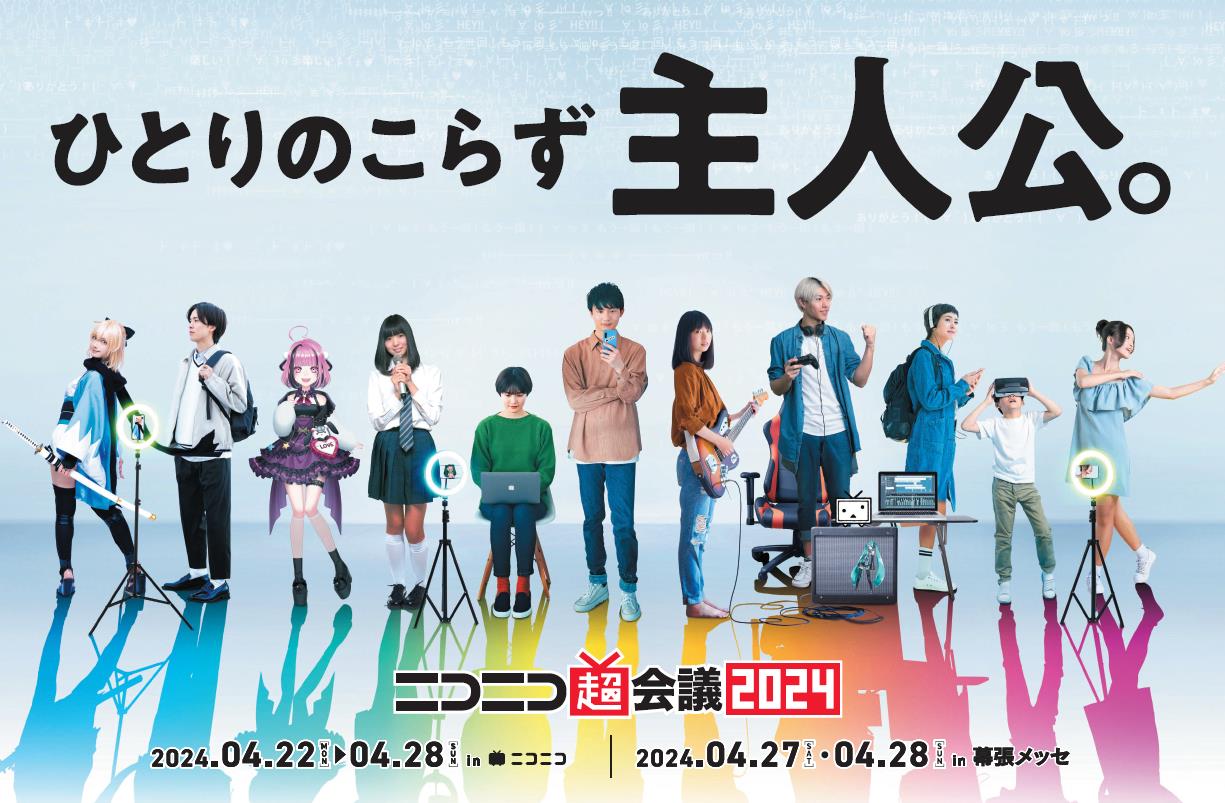 ひとりのこらず主人公。
LOVE
ニコニコ超会議2024
2024.04.22 MON ▶ 04.28 SUN in ニコニコ
2024.04.27 SAT ・ 04.28 SUN in 幕張メッセ